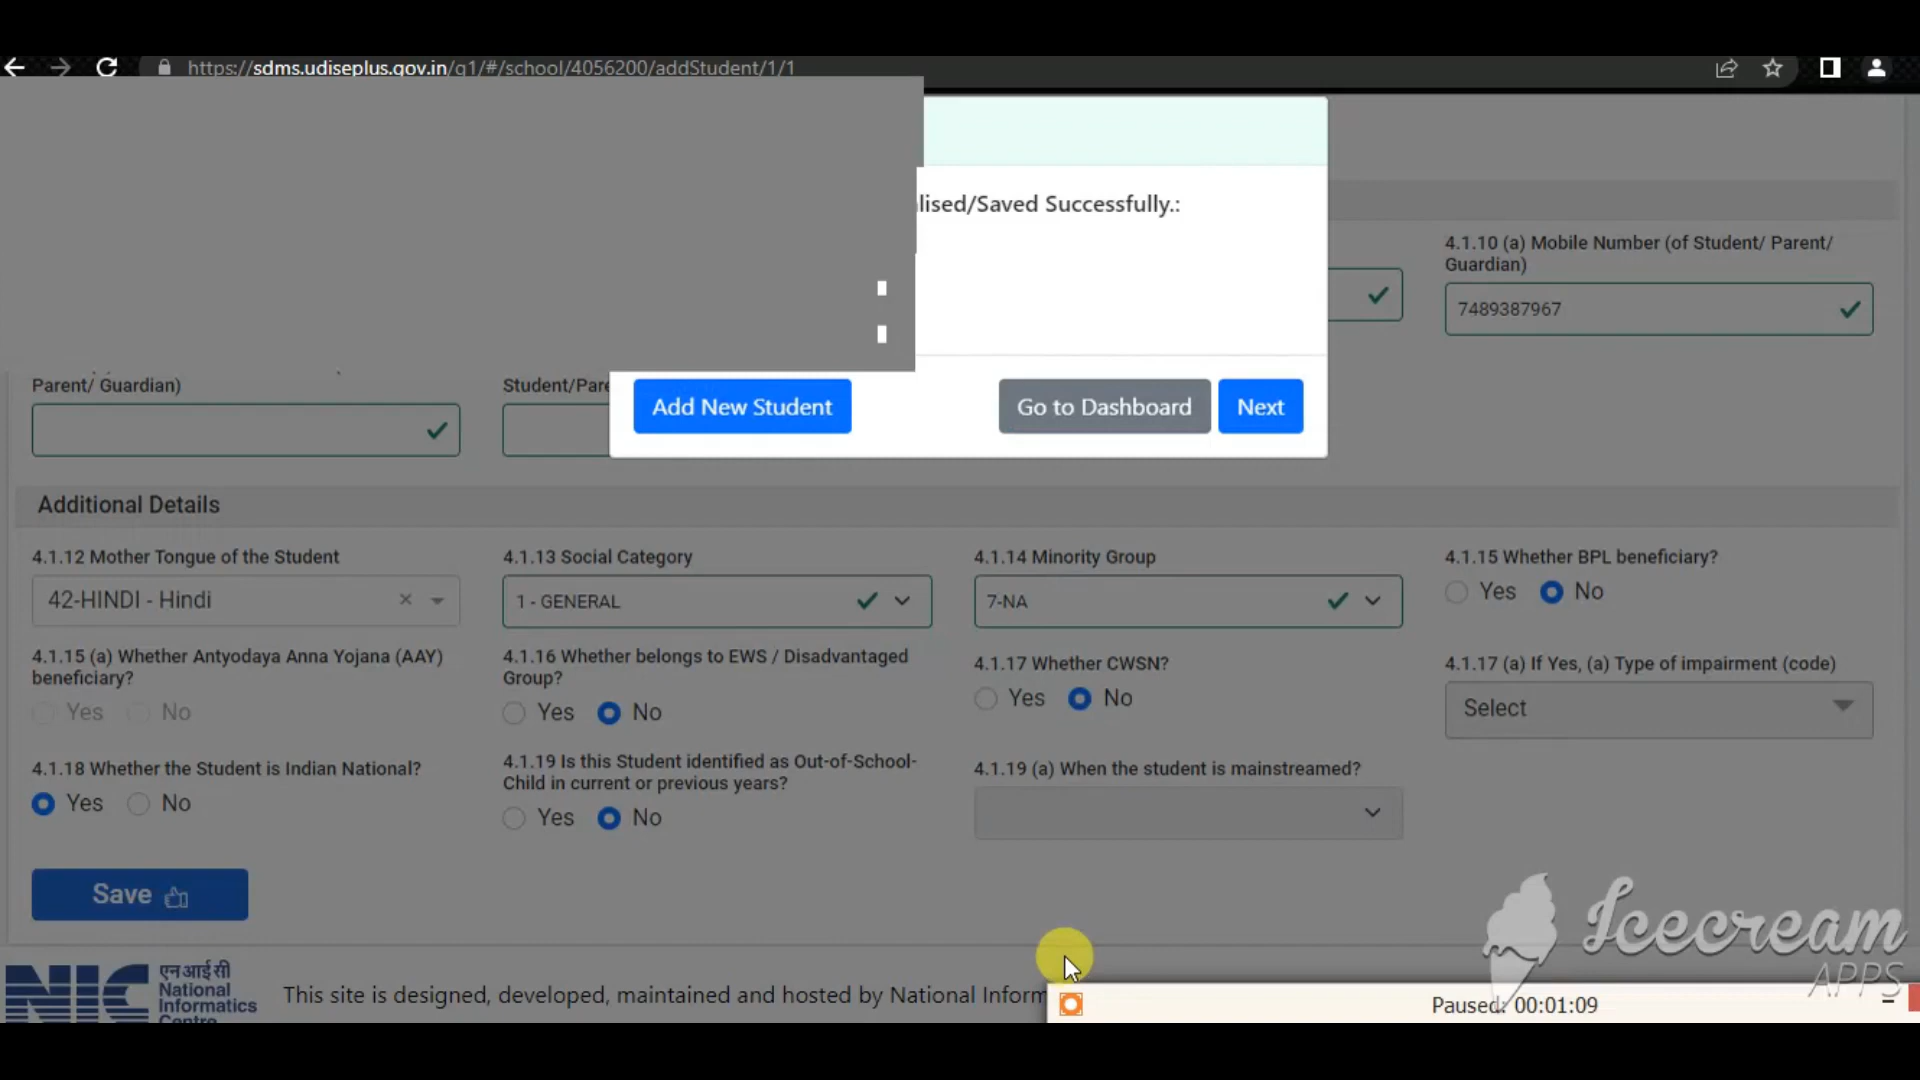 https://sdms.udiseplus.gov.in/g1/#/school/4056200/addStudent/1/1
lised/Saved Successfully.:
4.1.10 (a) Mobile Number (of Student/ Parent/
Guardian)
7489387967
Parent/ Guardian)
Student/Pare
Add New Student
Go to Dashboard
Next
Additional Details
4.1.12 Mother Tongue of the Student
42-HINDI - Hindi
4.1.13 Social Category
1 - GENERAL
4.1.14 Minority Group
7-NA
4.1.15 Whether BPL beneficiary?
Yes No
4.1.15 (a) Whether Antyodaya Anna Yojana (AAY)
beneficiary?
Yes No
4.1.16 Whether belongs to EWS / Disadvantaged
Group?
Yes No
4.1.17 Whether CWSN?
Yes No
4.1.17 (a) If Yes, (a) Type of impairment (code)
Select
4.1.18 Whether the Student is Indian National?
Yes No
4.1.19 Is this Student identified as Out-of-School-
Child in current or previous years?
Yes No
4.1.19 (a) When the student is mainstreamed?
Save
NIC
एन आई सी
National
Informatics
Centre
This site is designed, developed, maintained and hosted by National Inform
Icecream
APPS
Paused: 00:01:09